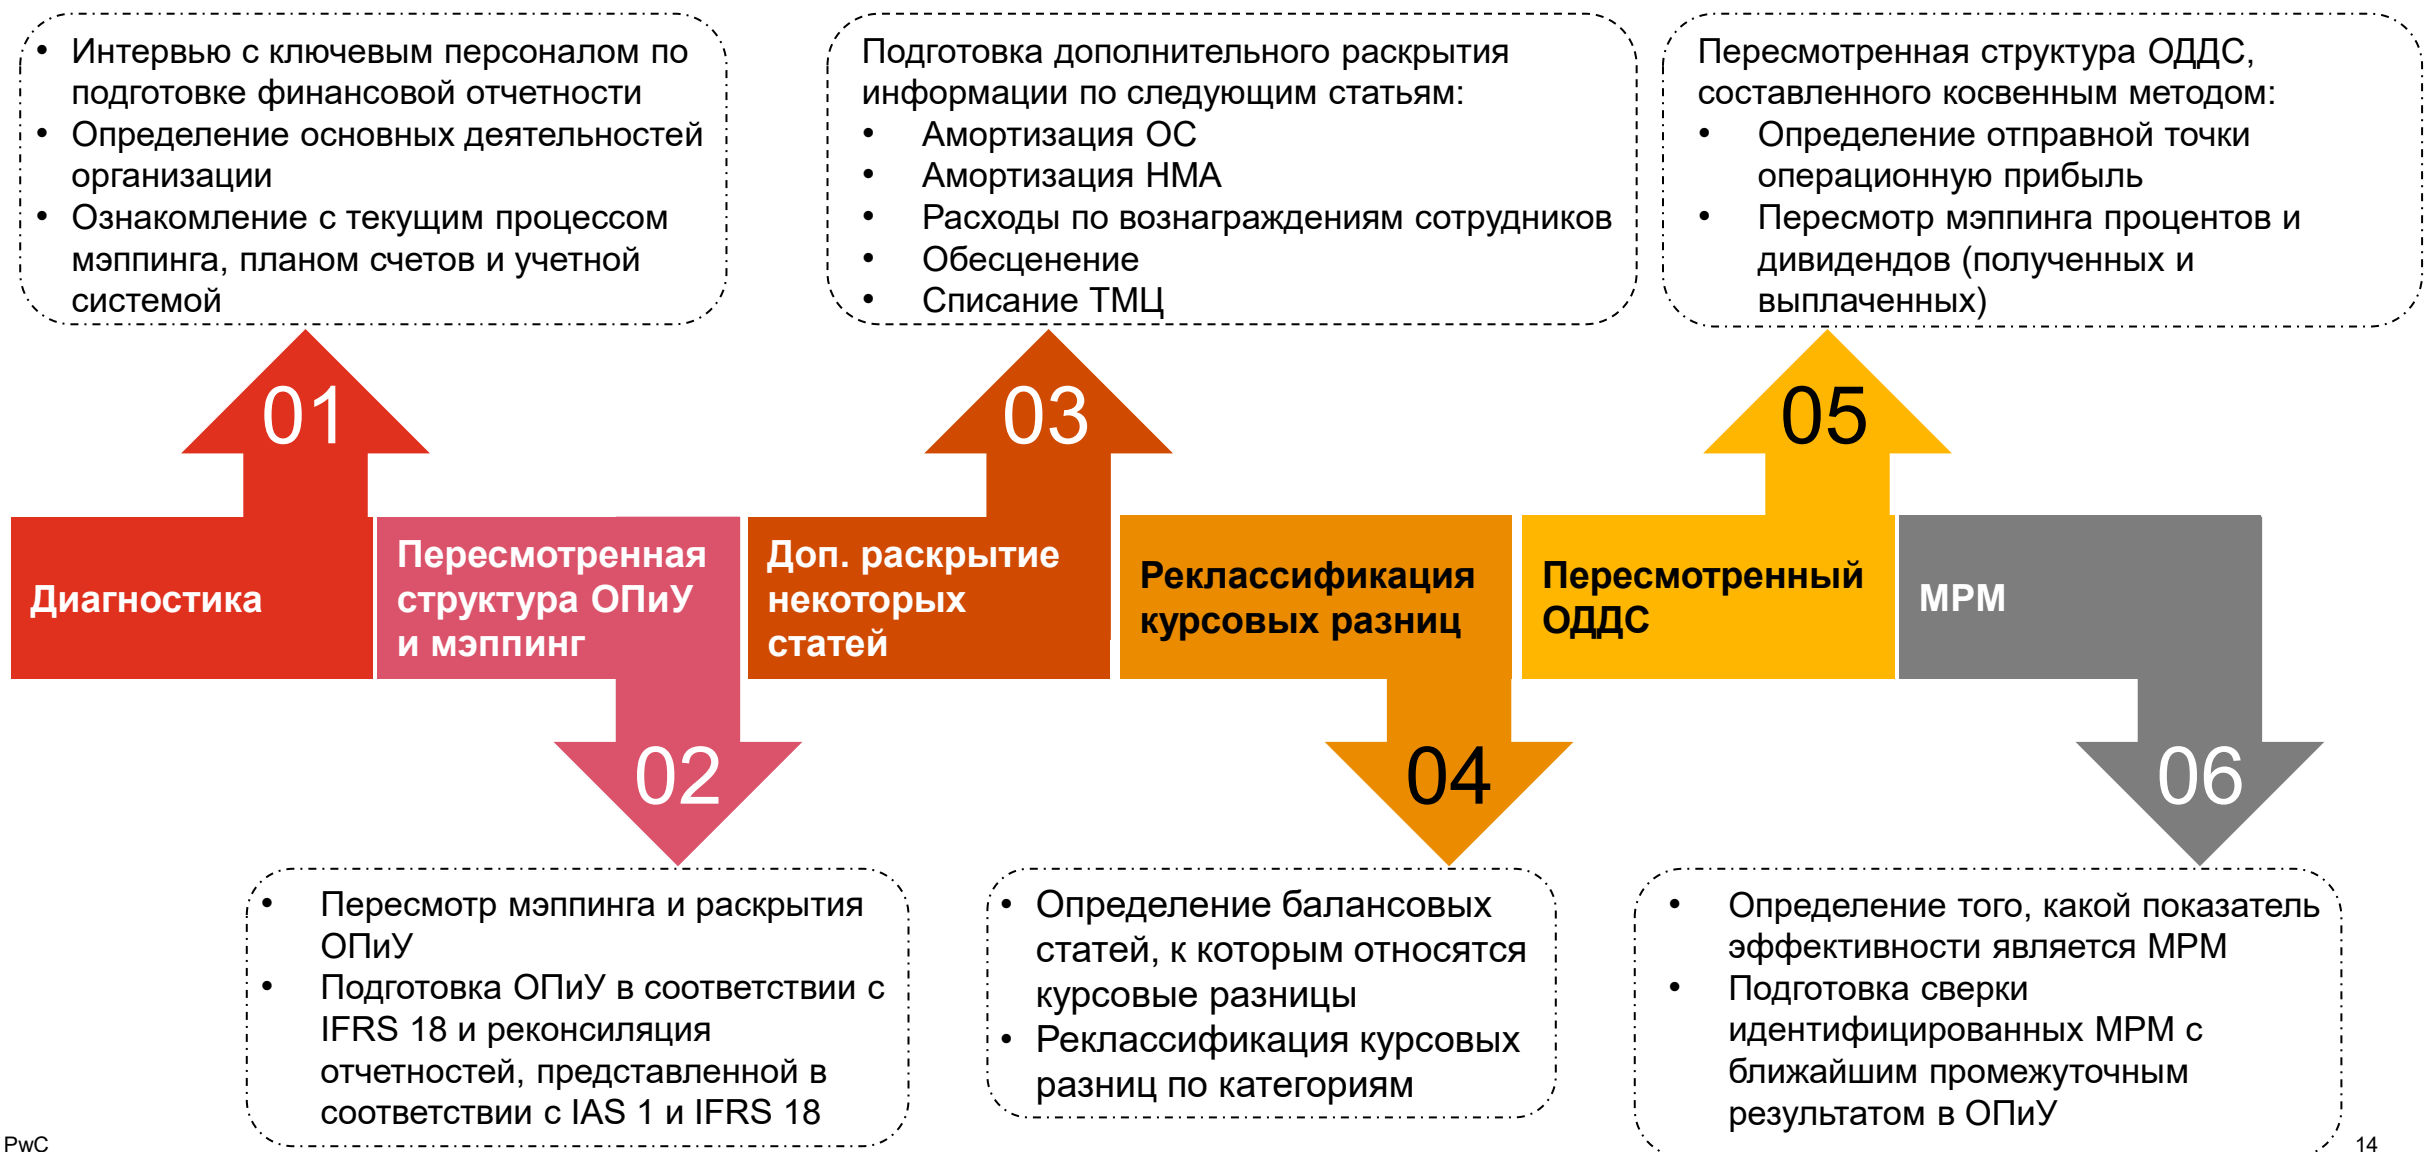 • Интервью с ключевым персоналом по
подготовке финансовой отчетности
• Определение основных деятельностей
организации
• Ознакомление с текущим процессом
мэппинга, планом счетов и учетной
системой
Подготовка дополнительного раскрытия
информации по следующим статьям:
• Амортизация ОС
• Амортизация НМА
• Расходы по вознаграждениям сотрудников
• Обесценение
• Списание ТМЦ
Пересмотренная структура ОДДС,
составленного косвенным методом:
• Определение отправной точки
операционную прибыль
• Пересмотр мэппинга процентов и
дивидендов (полученных и
выплаченных)
01
03
05
Диагностика
Пересмотренная
структура ОПиУ
и мэппинг
Доп. раскрытие
некоторых
статей
Реклассификация
курсовых разниц
Пересмотренный
ОДДС
МРМ
02
04
06
• Пересмотр мэппинга и раскрытия
ОПиУ
• Подготовка ОПиУ в соответствии с
IFRS 18 и реконсиляция
отчетностей, представленной в
соответствии с IAS 1 и IFRS 18
• Определение балансовых
статей, к которым относятся
курсовые разницы
• Реклассификация курсовых
разниц по категориям
• Определение того, какой показатель
эффективности является МРМ
• Подготовка сверки
идентифицированных МРМ с
ближайшим промежуточным
результатом в ОПиУ
PwC
14